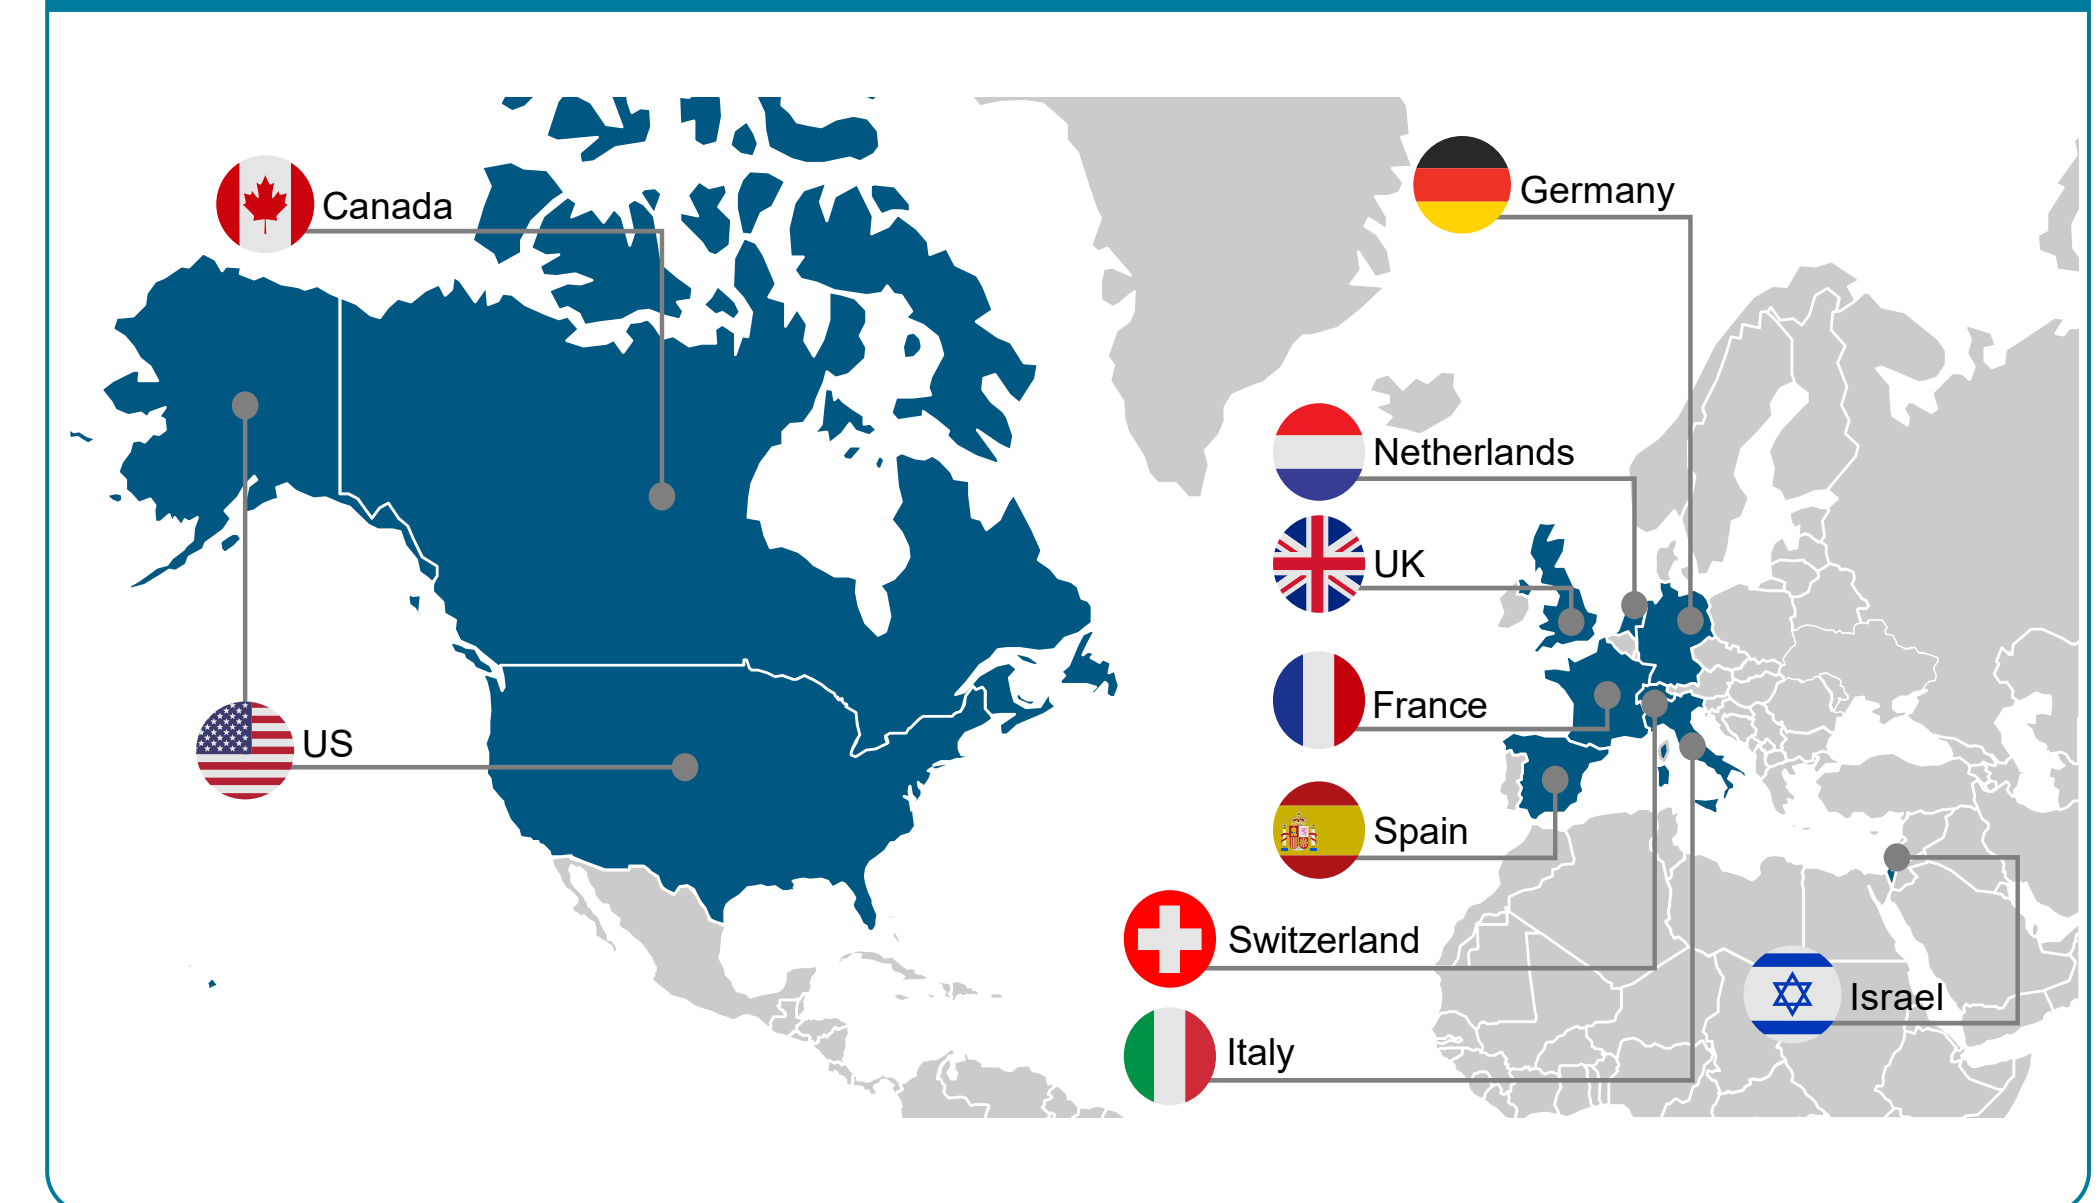 Canada
US
Germany
Netherlands
UK
France
Spain
Switzerland
Italy
Israel